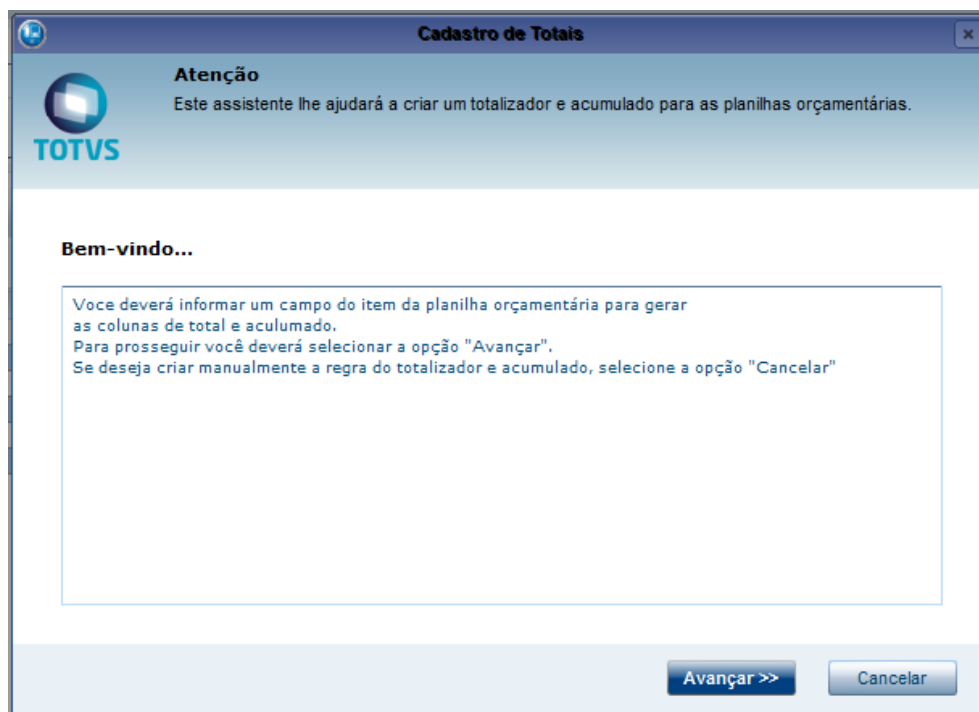 Cadastro de Totais
Atenção
Este assistente lhe ajudará a criar um totalizador e acumulado para as planilhas orçamentárias.
TOTVS
Bem-vindo...
Voce deverá informar um campo do item da planilha orçamentária para gerar
as colunas de total e aculumado.
Para prosseguir você deverá selecionar a opção "Avançar".
Se deseja criar manualmente a regra do totalizador e acumulado, selecione a opção "Cancelar"
Avançar >>
Cancelar